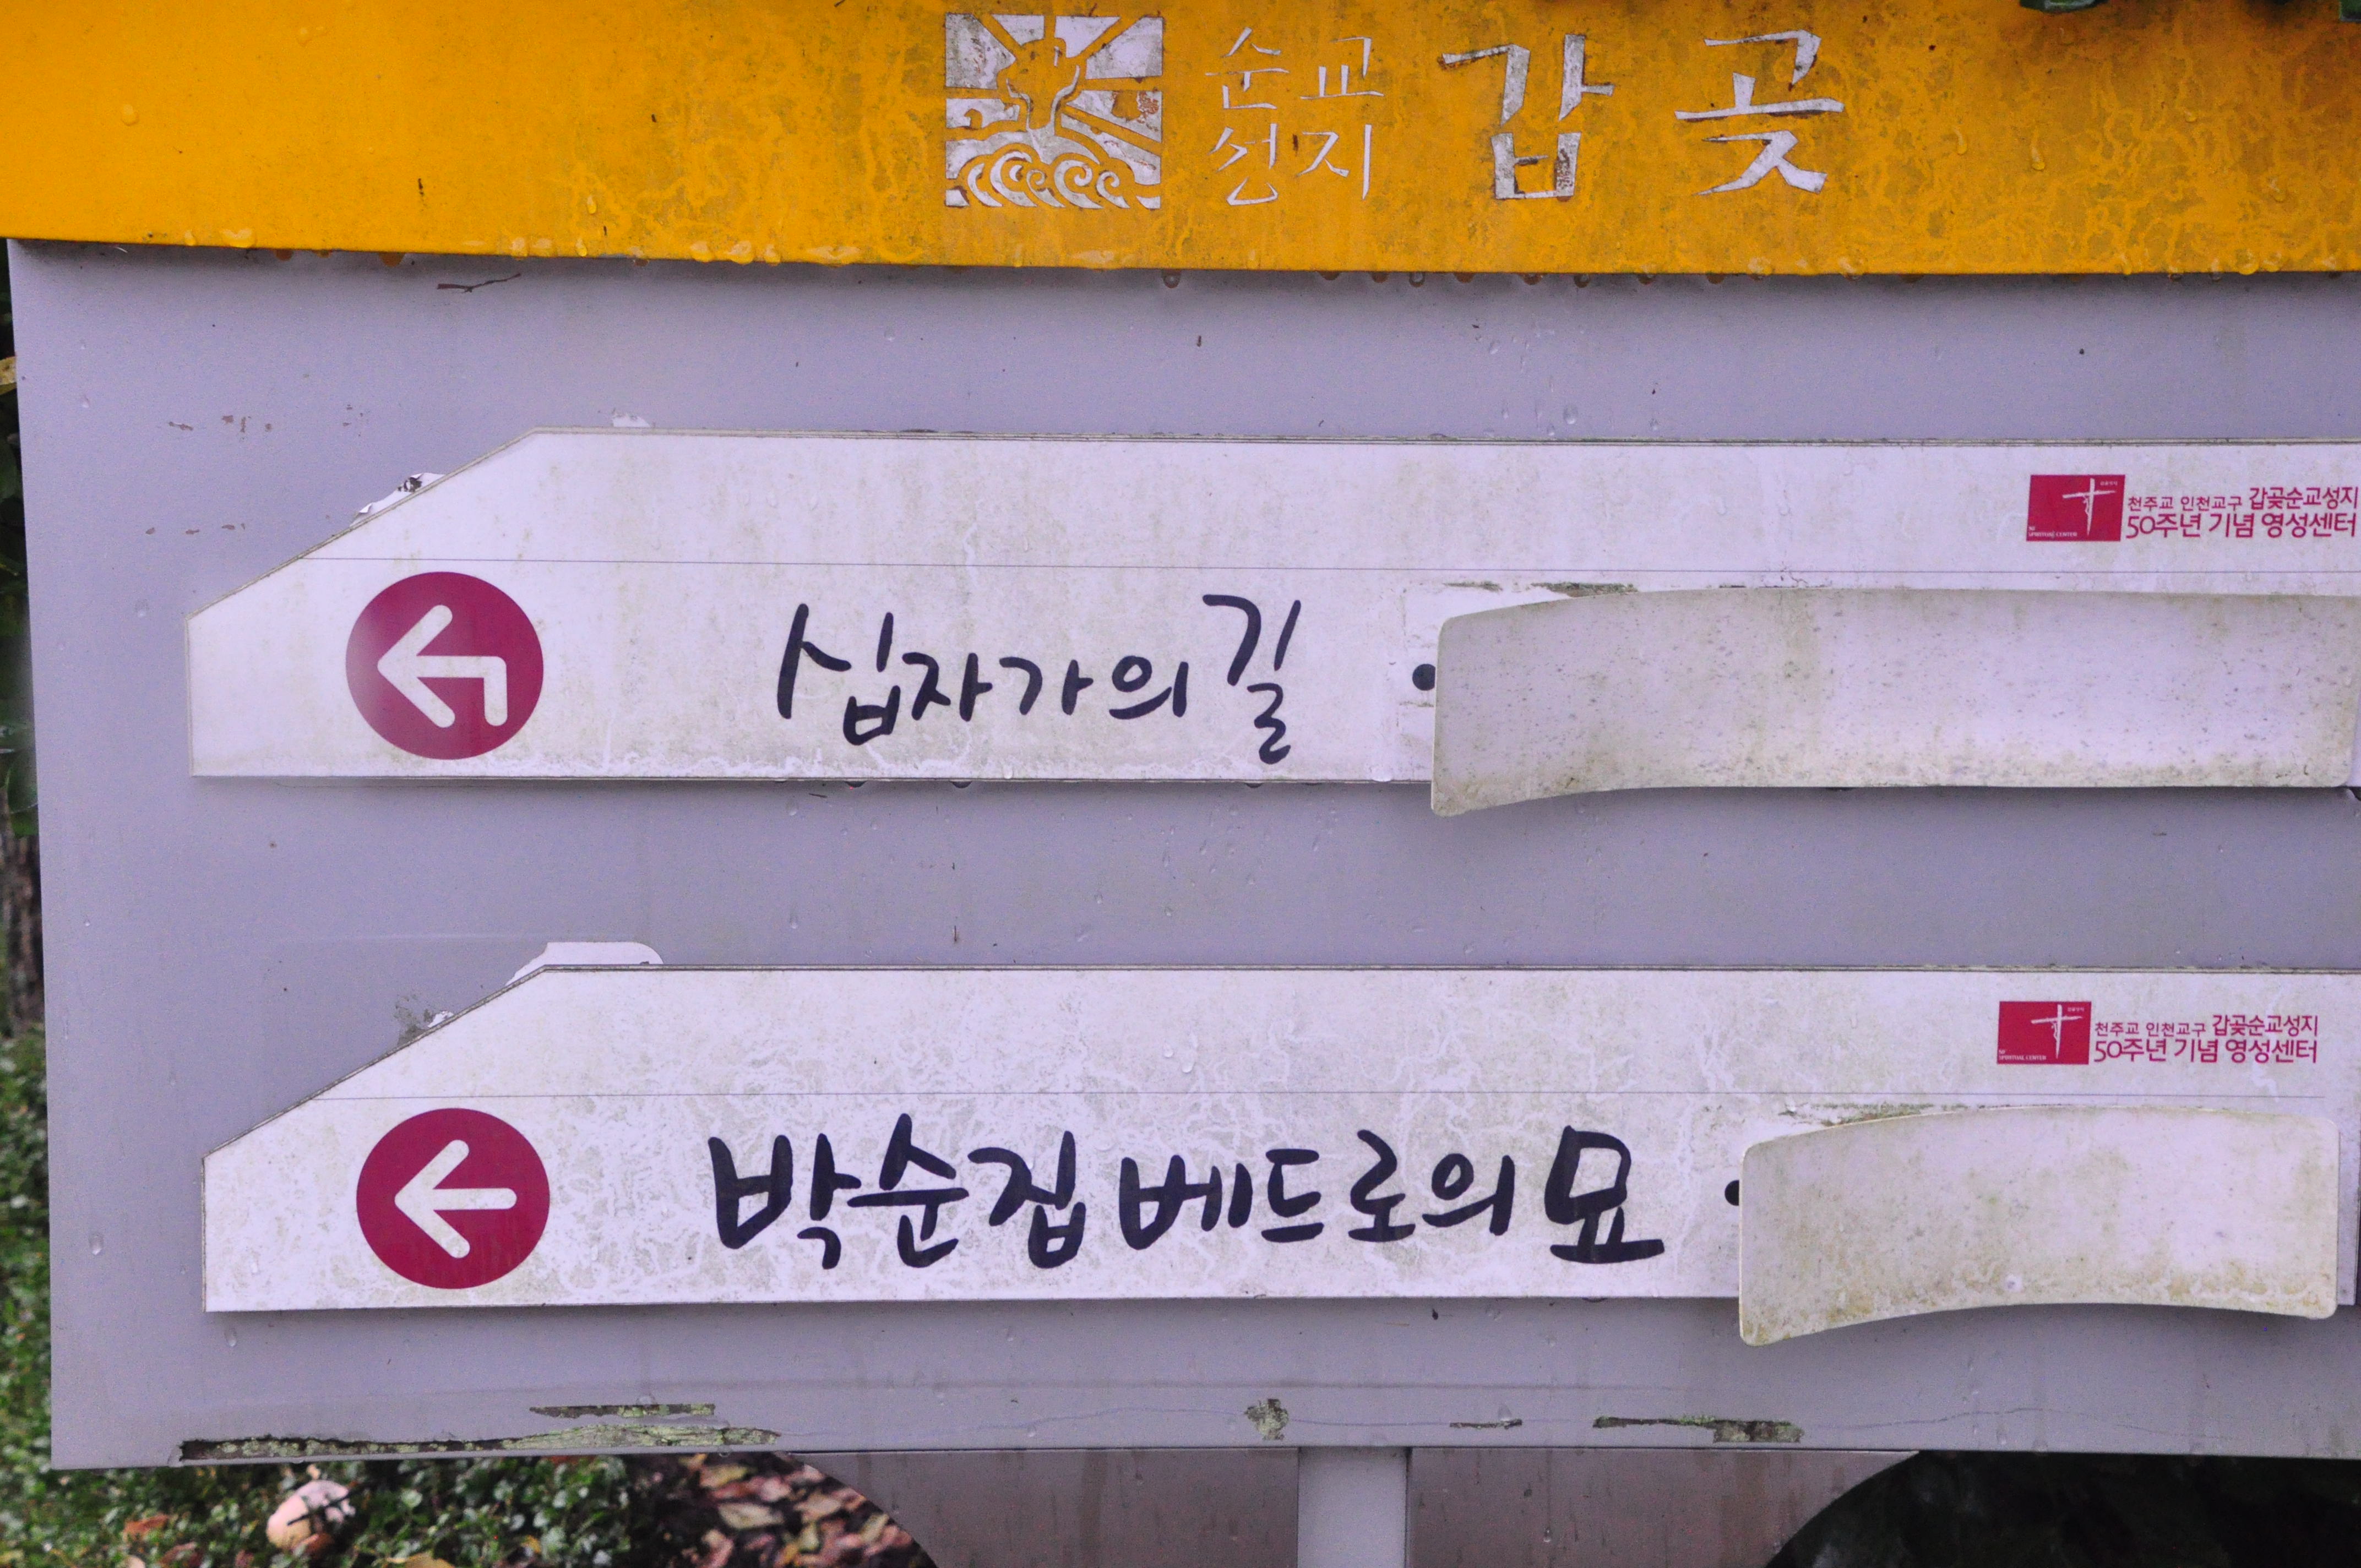 순교 갑곶
성지
천주교 인천교구 갑곶순교성지
50주년 기념 영성센터
십자가의 길 •
천주교 인천교구 갑곶순교성지
50주년 기념 영성센터
박순집 베드로의 묘 •